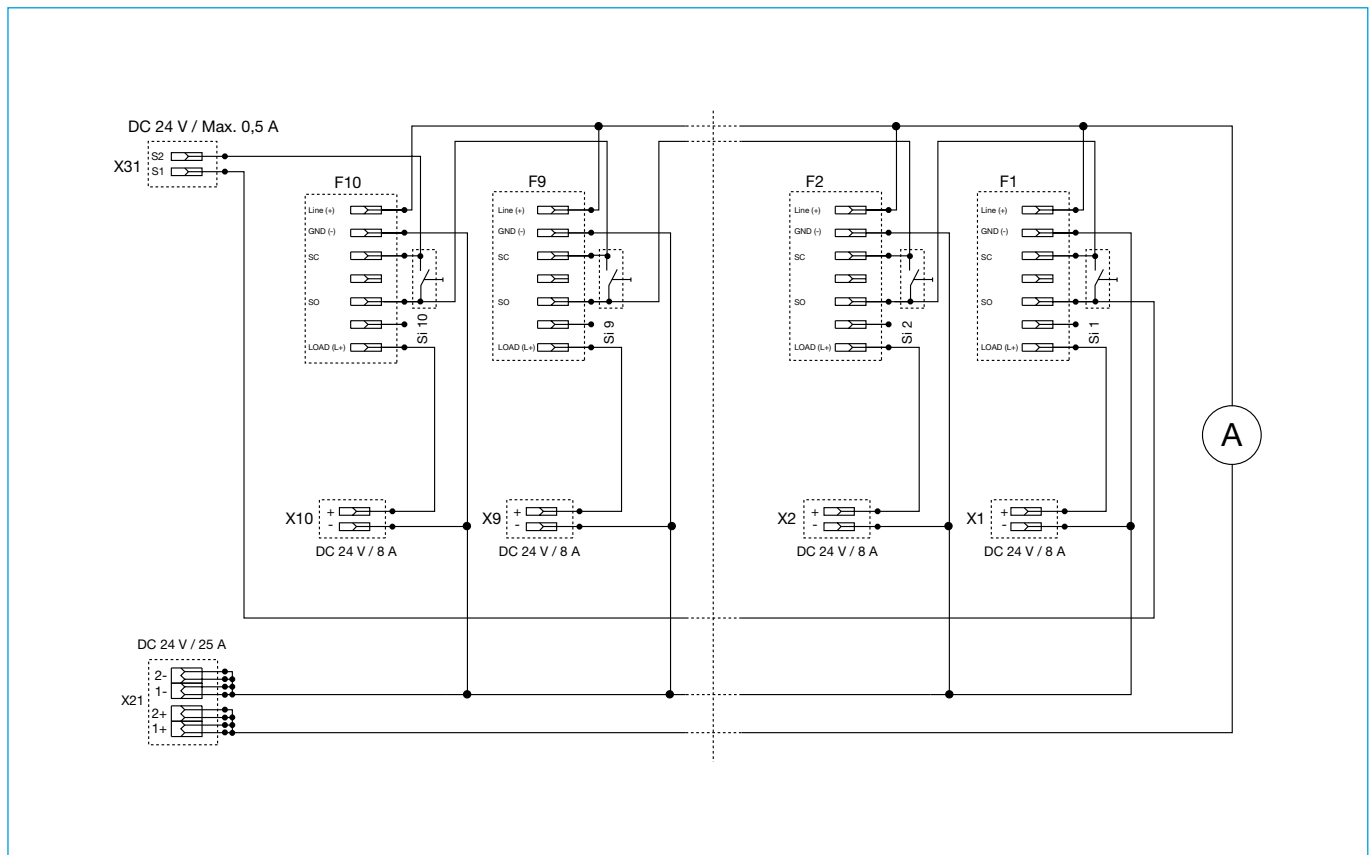 DC 24 V / Max. 0,5 A
X31
S2
S1
F10
Line (+)
GND (-)
SC
SO
LOAD (L+)
Si 10
F9
Line (+)
GND (-)
SC
SO
LOAD (L+)
Si 9
F2
Line (+)
GND (-)
SC
SO
LOAD (L+)
Si 2
F1
Line (+)
GND (-)
SC
SO
LOAD (L+)
Si 1
A
X10
+
-
DC 24 V / 8 A
X9
+
-
DC 24 V / 8 A
X2
+
-
DC 24 V / 8 A
X1
+
-
DC 24 V / 8 A
DC 24 V / 25 A
X21
2-
1-
2+
1+